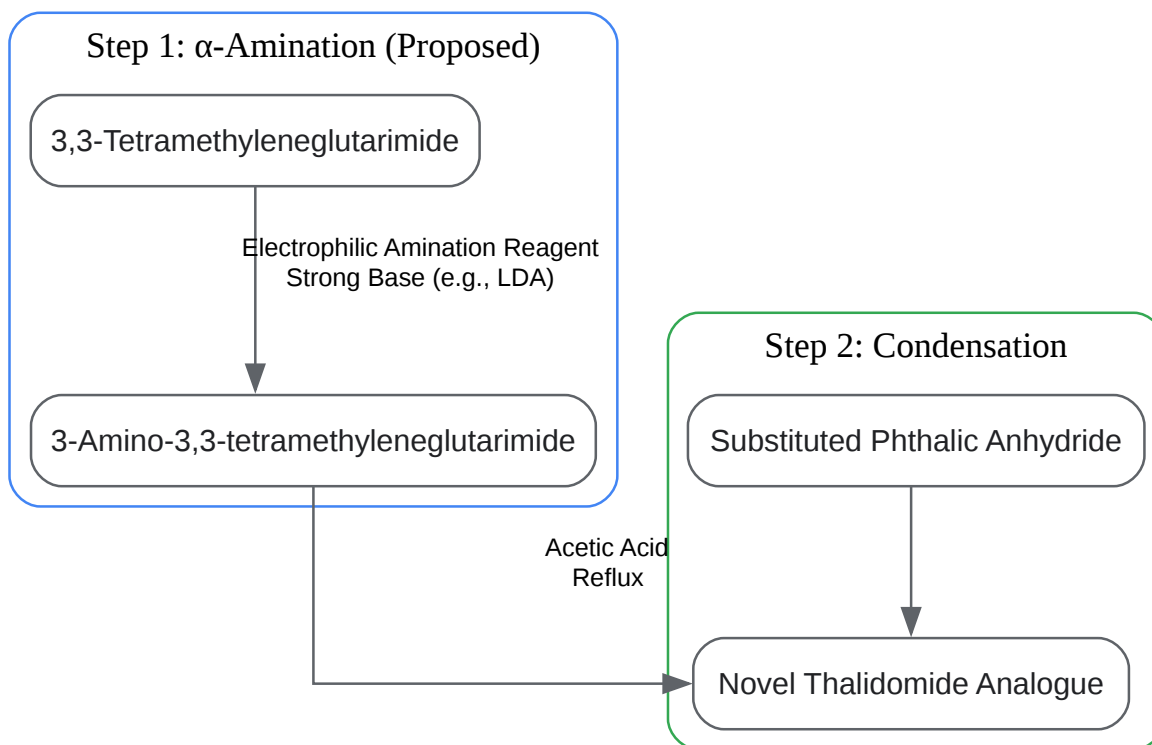 Step 1: α-Amination (Proposed)
3,3-Tetramethyleneglutarimide
Electrophilic Amination Reagent
Strong Base (e.g., LDA)
3-Amino-3,3-tetramethyleneglutarimide
Step 2: Condensation
Substituted Phthalic Anhydride
Acetic Acid
Reflux
Novel Thalidomide Analogue